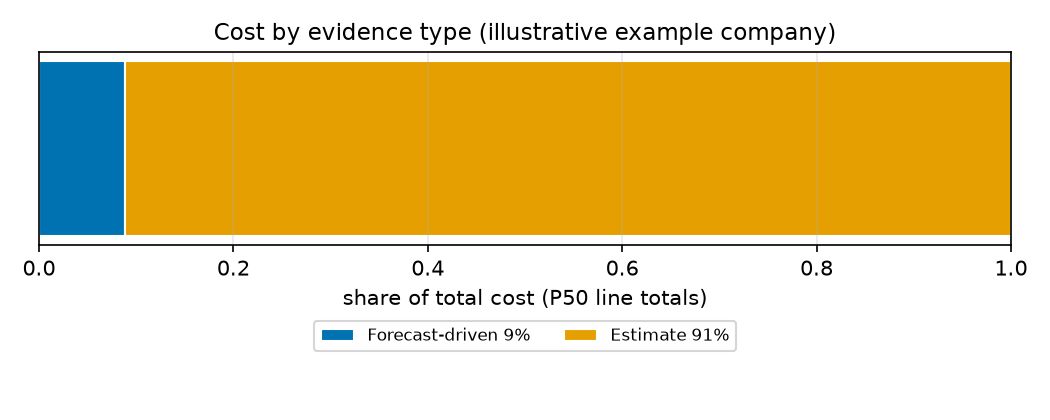 Cost by evidence type (illustrative example company)
0.0 0.2 0.4 0.6 0.8 1.0
share of total cost (P50 line totals)
Forecast-driven 9% Estimate 91%